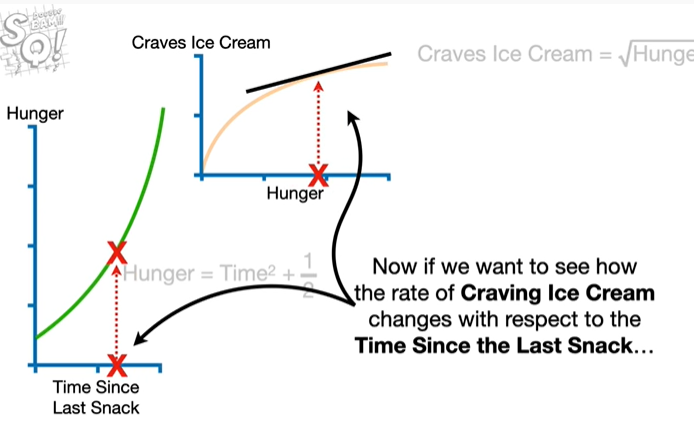 SQ!
Craves Ice Cream
Craves Ice Cream = √Hunge
Hunger
Hunger
Hunger = Time² + 1/2
Now if we want to see how
the rate of Craving Ice Cream
changes with respect to the
Time Since the Last Snack…
Time Since
Last Snack